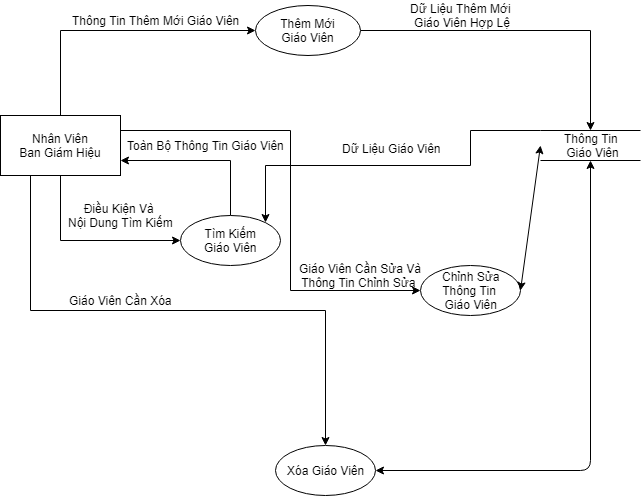 Thông Tin Thêm Mới Giáo Viên
Thêm Mới
Giáo Viên
Dữ Liệu Thêm Mới
Giáo Viên Hợp Lệ
Nhân Viên
Ban Giám Hiệu
Toàn Bộ Thông Tin Giáo Viên
Dữ Liệu Giáo Viên
Thông Tin
Giáo Viên
Điều Kiện Và
Nội Dung Tìm Kiếm
Tìm Kiếm
Giáo Viên
Giáo Viên Cần Sửa Và
Thông Tin Chỉnh Sửa
Chỉnh Sửa
Thông Tin
Giáo Viên
Giáo Viên Cần Xóa
Xóa Giáo Viên